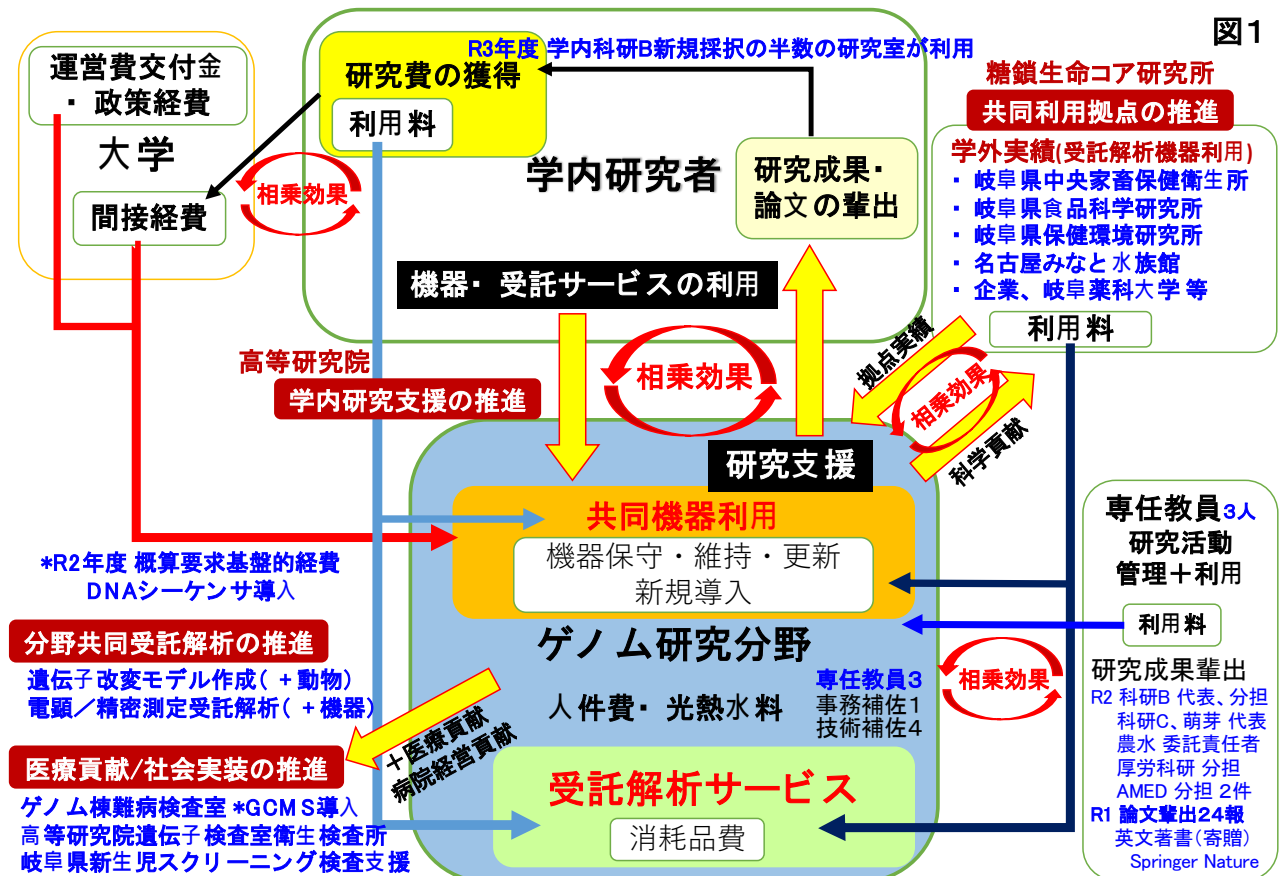 図1
運営費交付金
・ 政策経費
大学
間接経費
相乗効果
R3年度 学内科研B新規採択の半数の研究室が利用
研究費の獲得
利用料
学内研究者
研究成果・
論文の輩出
機器・ 受託サービスの利用
糖鎖生命コア研究所
共同利用拠点の推進
学外実績(受託解析機器利用)
・ 岐阜県中央家畜保健衛生所
・ 岐阜県食品科学研究所
・ 岐阜県保健環境研究所
・ 名古屋みなと水族館
・ 企業、岐阜薬科大学 等
利用料
高等研究院
学内研究支援の推進
相乗効果
拠点実績
相乗効果
科学貢献
研究支援
共同機器利用
機器保守・維持・更新
新規導入
*R2年度 概算要求基盤的経費
DNAシーケンサ導入
ゲノム研究分野
人件費・ 光熱水料
専任教員3
事務補佐1
技術補佐4
相乗効果
専任教員3人
研究活動
管理＋利用
利用料
研究成果輩出
R2 科研B 代表、分担
科研C、萌芽 代表
農水 委託責任者
厚労科研 分担
AMED 分担 2件
R1 論文輩出24報
英文著書(寄贈)
Springer Nature
分野共同受託解析の推進
遺伝子改変モデル作成( +動物)
電顕／精密測定受託解析( +機器)
＋医療貢献
病院経営貢献
医療貢献/社会実装の推進
ゲノム棟難病検査室 *GCMS導入
高等研究院遺伝子検査室衛生検査所
岐阜県新生児スクリーニング検査支援
受託解析サービス
消耗品費